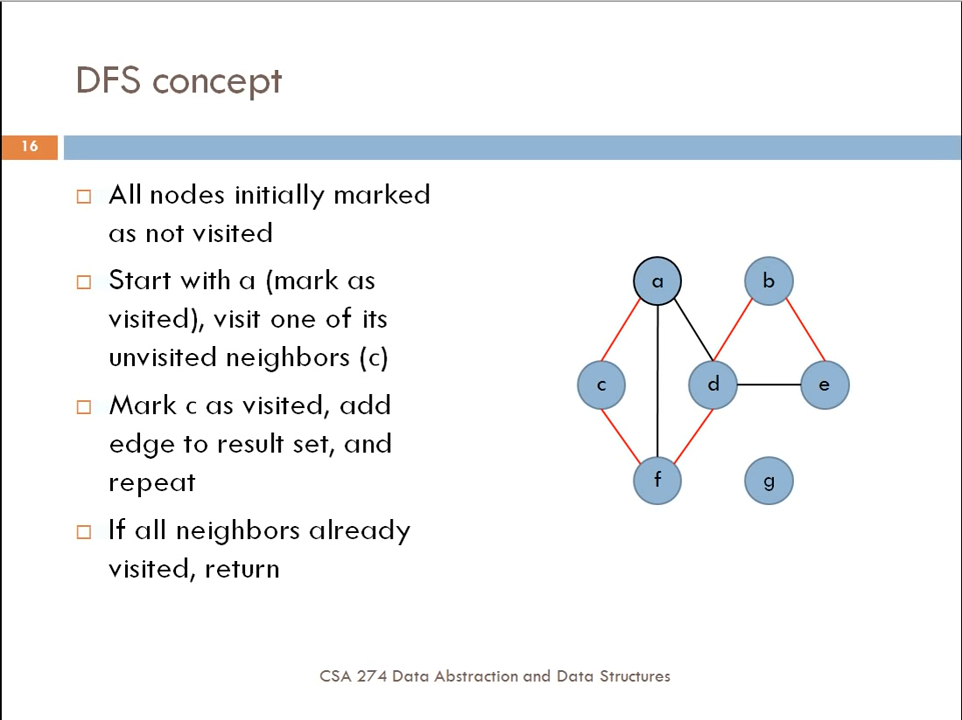 DFS concept
16
All nodes initially marked
as not visited
Start with a (mark as
visited), visit one of its
unvisited neighbors (c)
Mark c as visited, add
edge to result set, and
repeat
If all neighbors already
visited, return
a
b
c
d
e
f
g
CSA 274 Data Abstraction and Data Structures